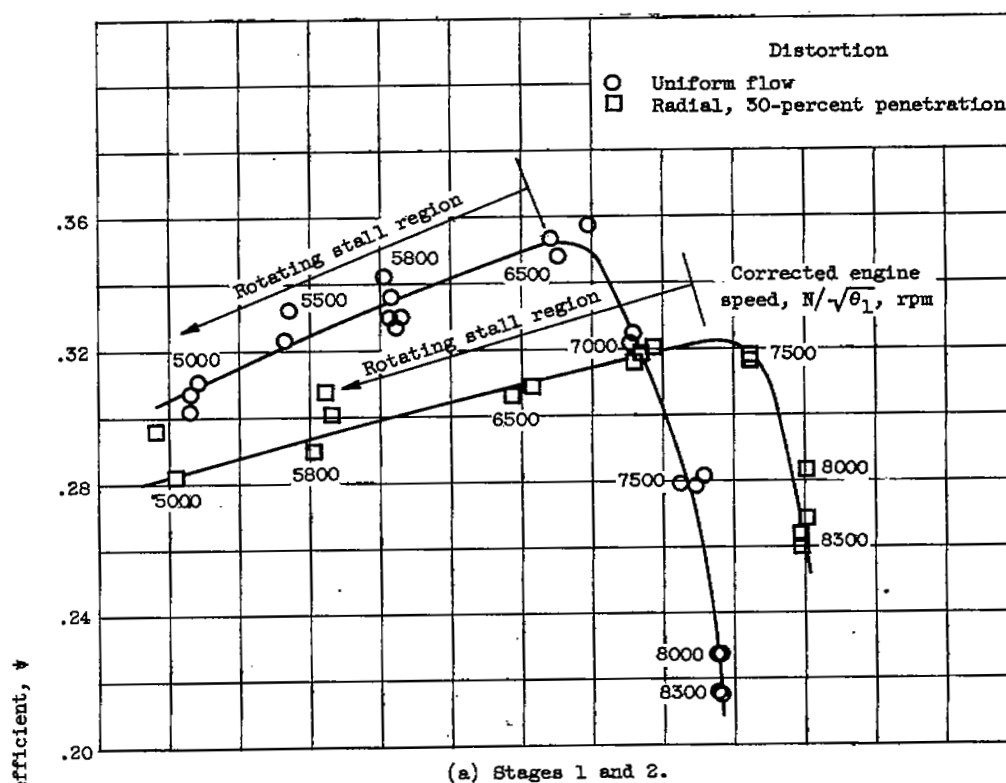 Distortion
Uniform flow
Radial, 30-percent penetration
.36
Rotating stall region
5800
5500
6500
Corrected engine
speed, N/√θ1, rpm
Rotating stall region
5000
.32
7000
7500
6500
5800
5000
.28
7500
8000
8300
.24
8000
8300
efficient, ψ
.20
(a) Stages 1 and 2.